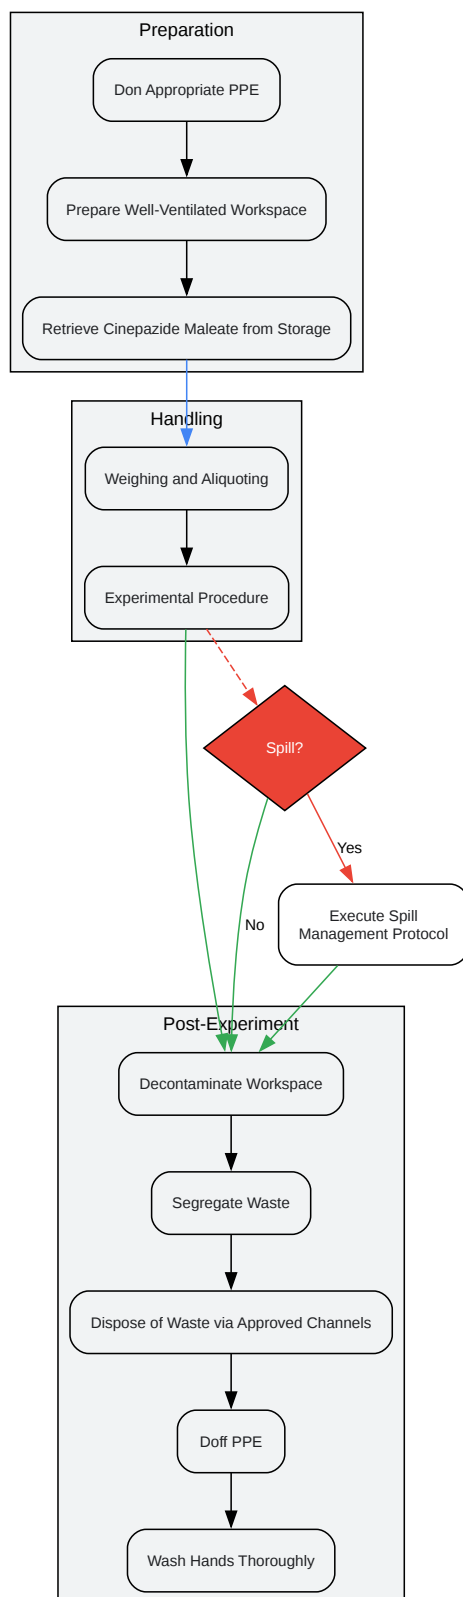 Preparation
Don Appropriate PPE
Prepare Well-Ventilated Workspace
Retrieve Cinepazide Maleate from Storage
Handling
Weighing and Aliquoting
Experimental Procedure
Spill?
Yes
Execute Spill
Management Protocol
No
Post-Experiment
Decontaminate Workspace
Segregate Waste
Dispose of Waste via Approved Channels
Doff PPE
Wash Hands Thoroughly